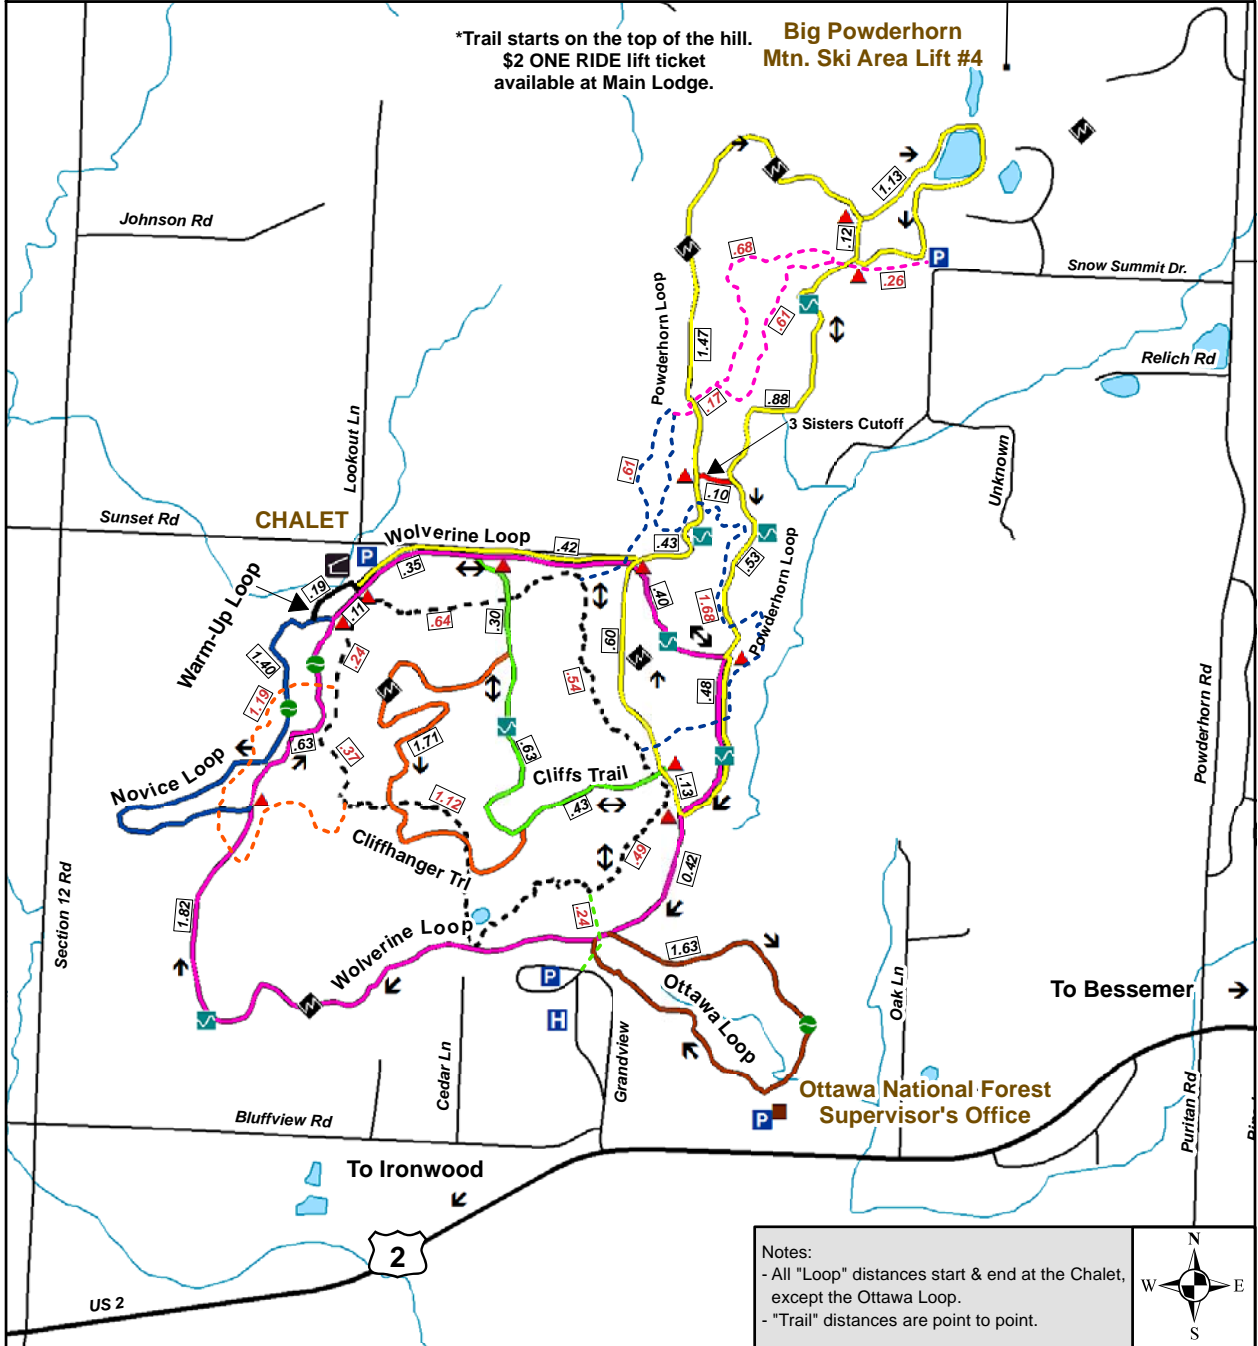 *Trail starts on the top of the hill.
$2 ONE RIDE lift ticket
available at Main Lodge.
Big Powderhorn
Mtn. Ski Area Lift #4
Johnson Rd
1.13
.12
.68
P
.26
Snow Summit Dr.
.61
Powderhorn Loop
1.47
Relich Rd
.17
.88
3 Sisters Cutoff
Lookout Ln
.61
.10
Unknown
Sunset Rd
CHALET
P
Wolverine Loop
.42
.43
.35
.53
Powderhorn Loop
Warm-Up Loop
.19
.11
.64
.30
.40
1.68
.60
1.40
.24
.54
.48
1.19
.63
.37
1.71
.63
Powderhorn Rd
Novice Loop
Cliffs Trail
.13
1.12
.43
Cliffhanger Trl
.49
0.42
Section 12 Rd
1.82
.24
Wolverine Loop
1.63
P
Ottawa Loop
Oak Ln
To Bessemer
H
Cedar Ln
Grandview
Ottawa National Forest
Supervisor's Office
P
Puritan Rd
Bluffview Rd
To Ironwood
2
US 2
Notes:
- All "Loop" distances start & end at the Chalet,
except the Ottawa Loop.
- "Trail" distances are point to point.
N
W E
S